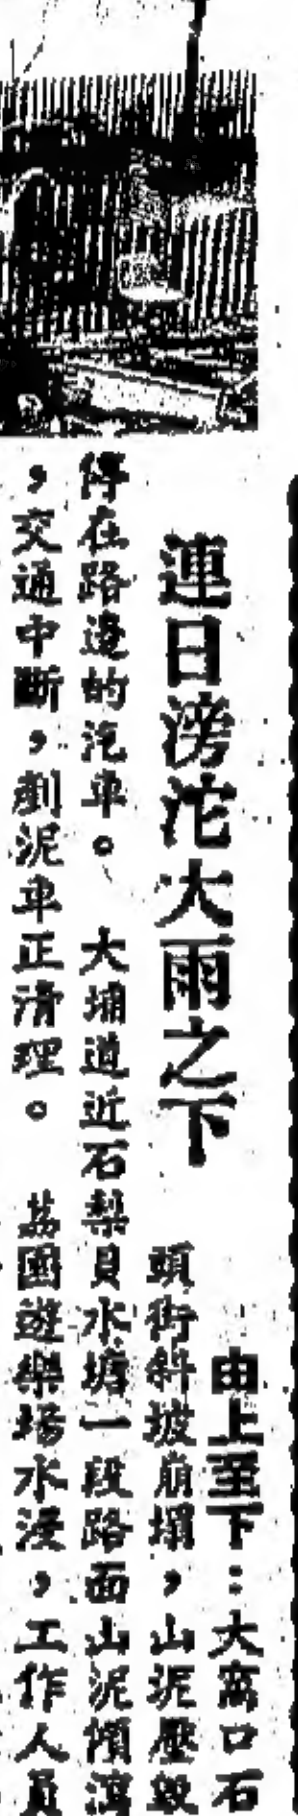 連日滂沱大雨之下
由上至下：大窩口石
頭街斜坡崩塌，山泥壓毀
停在路邊的汽車。 大埔道近石梨貝水塘一段路面山泥傾瀉
，交通中斷，剷泥車正清理。 荔園遊樂場水浸，工作人員